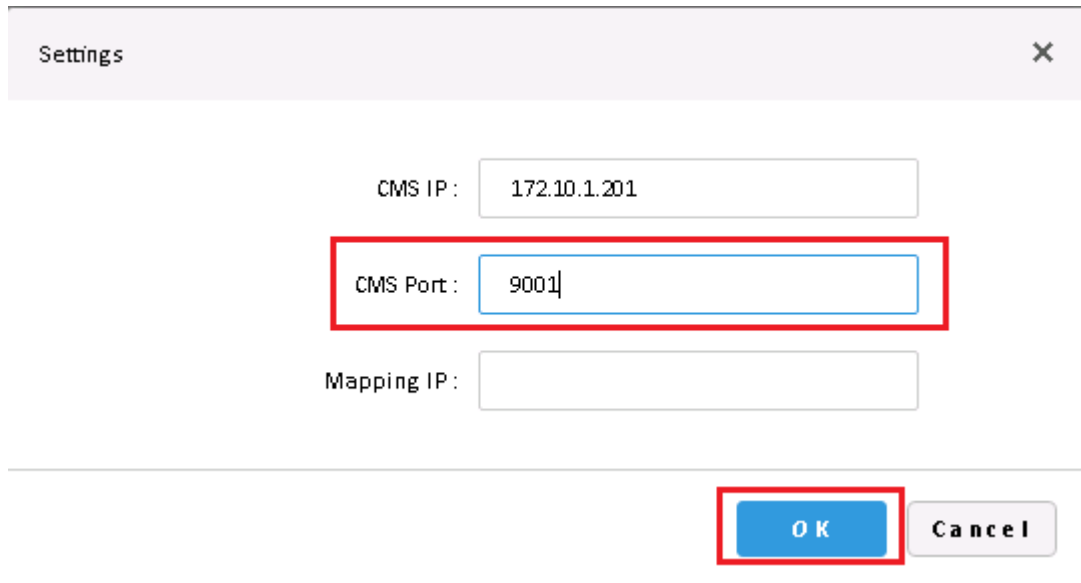 Settings ×
CMS IP : 172.10.1.201
CMS Port : 9001
Mapping IP :
OK Cancel